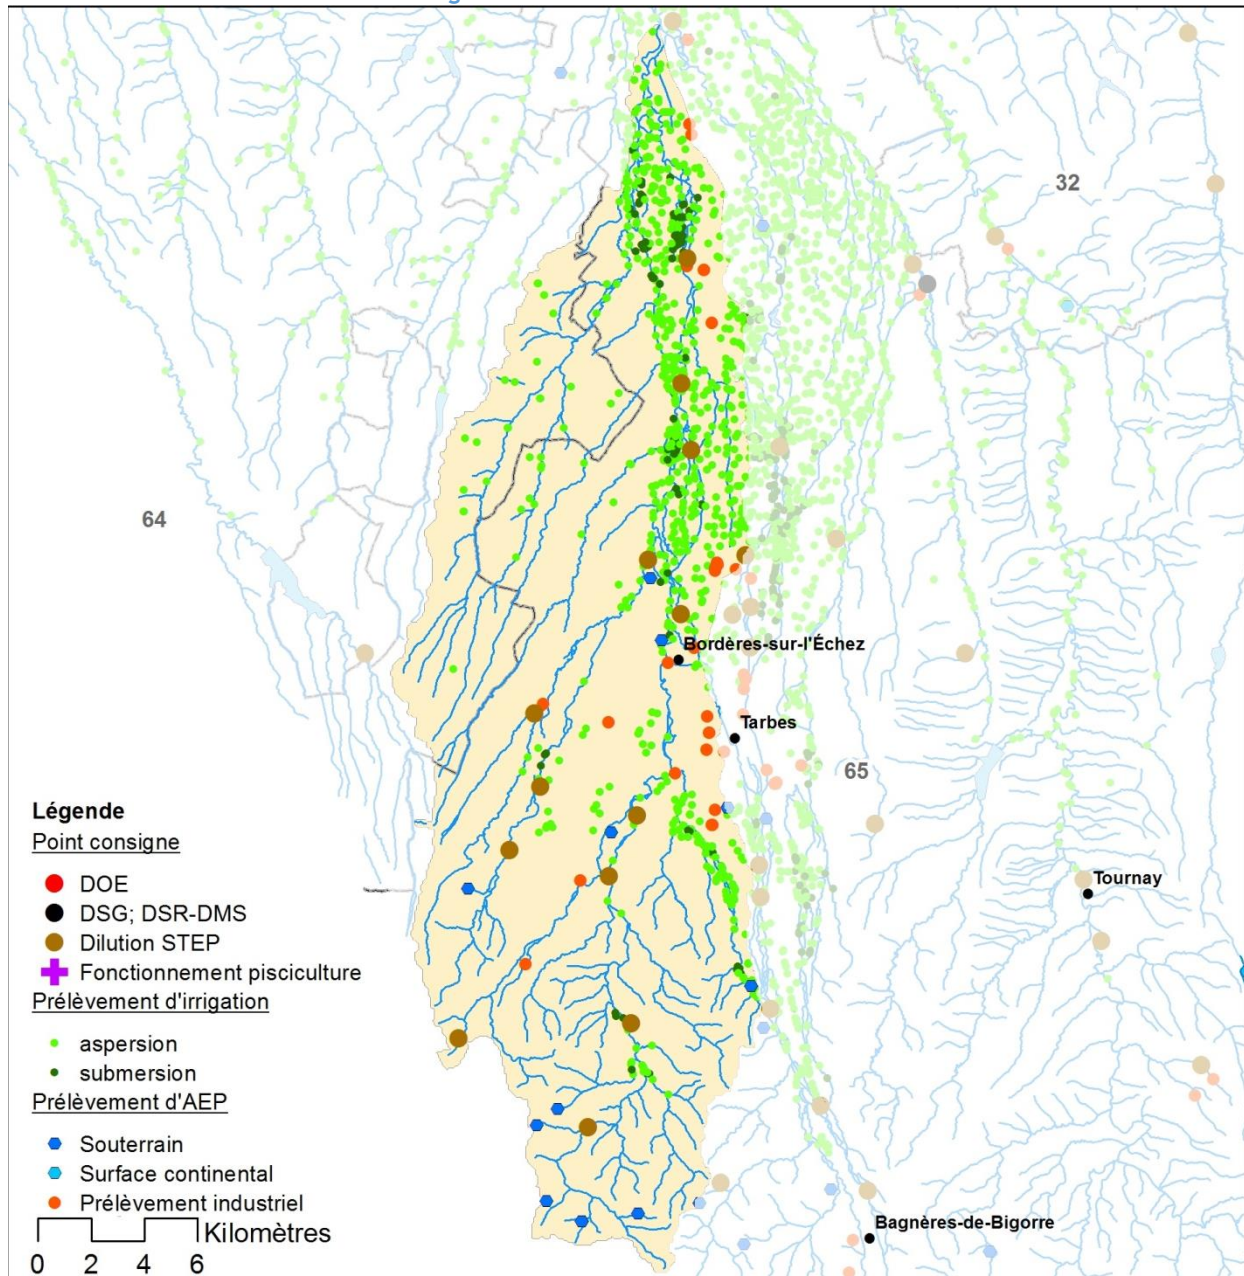 32
64
Bordères-sur-l'Échez
Tarbes
65
Tournay
Bagnères-de-Bigorre
Légende
Point consigne
DOE
DSG; DSR-DMS
Dilution STEP
Fonctionnement pisciculture
Prélèvement d'irrigation
aspersion
submersion
Prélèvement d'AEP
Souterrain
Surface continental
Prélèvement industriel
Kilomètres
0 2 4 6